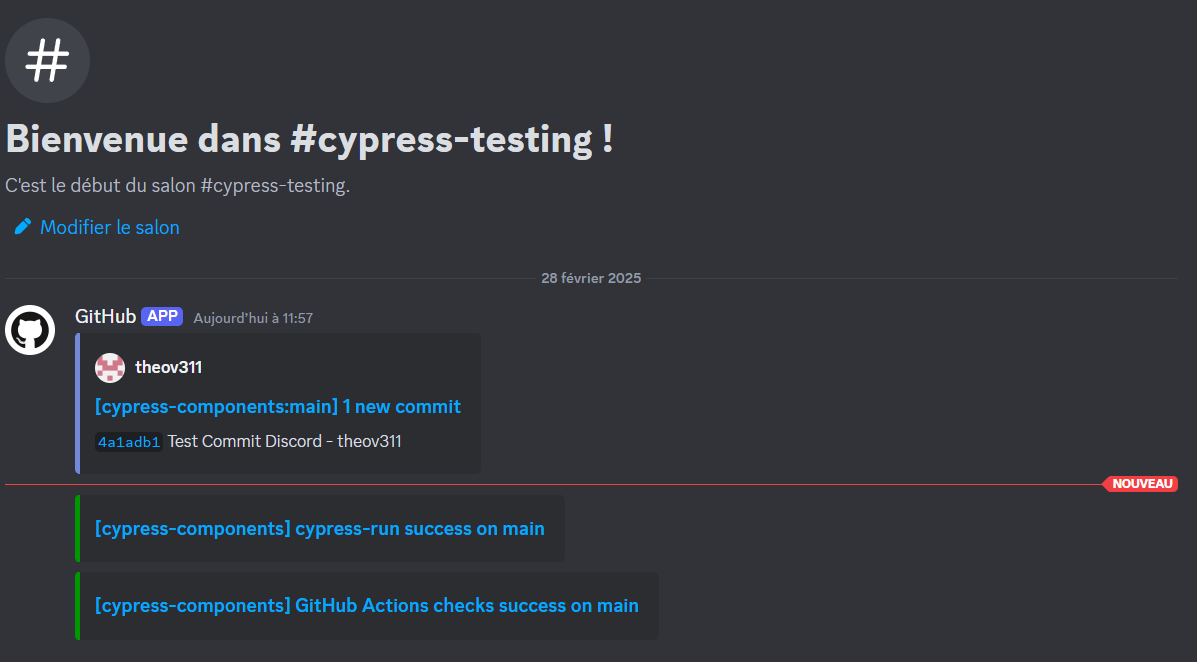 Bienvenue dans #cypress-testing !
C'est le début du salon #cypress-testing.
Modifier le salon
28 février 2025
GitHub APP Aujourd'hui à 11:57
theov311
[cypress-components:main] 1 new commit
4a1adb1 Test Commit Discord - theov311
NOUVEAU
[cypress-components] cypress-run success on main
[cypress-components] GitHub Actions checks success on main